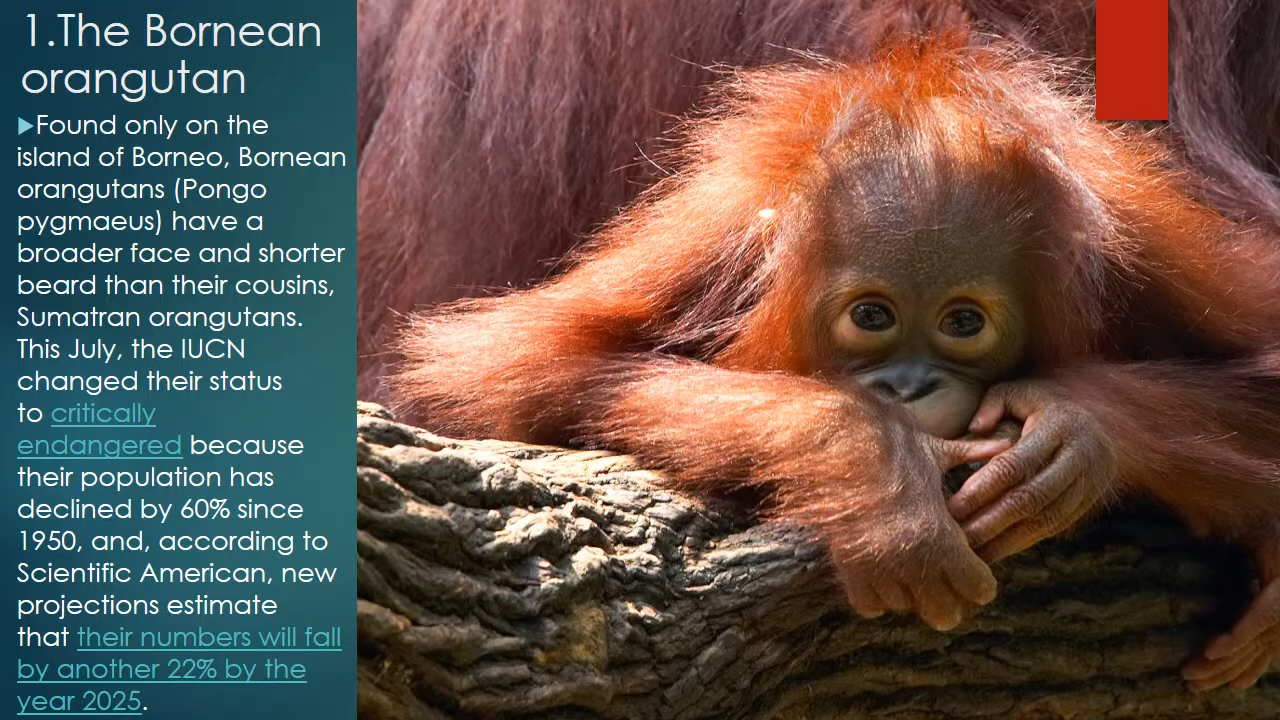 1.The Bornean
orangutan
▶Found only on the
island of Borneo, Bornean
orangutans (Pongo
pygmaeus) have a
broader face and shorter
beard than their cousins,
Sumatran orangutans.
This July, the IUCN
changed their status
to critically
endangered because
their population has
declined by 60% since
1950, and, according to
Scientific American, new
projections estimate
that their numbers will fall
by another 22% by the
year 2025.